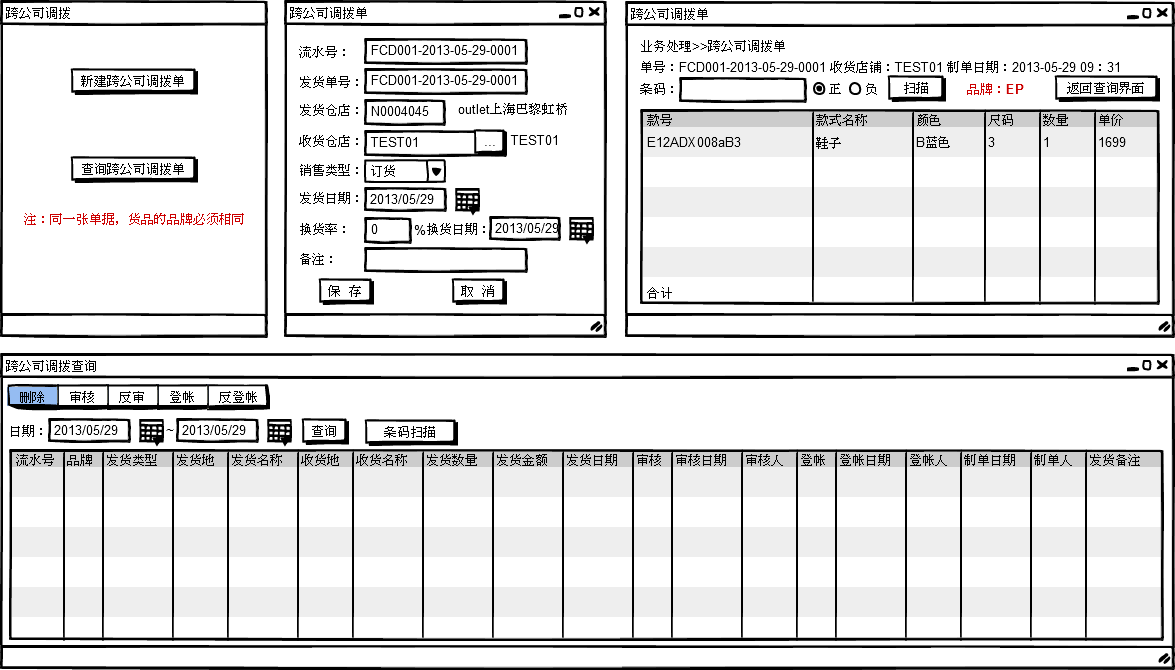 跨公司调拨
新建跨公司调拨单
查询跨公司调拨单
注：同一张单据，货品的品牌必须相同
跨公司调拨单
流水号： FCD001-2013-05-29-0001
发货单号： FCD001-2013-05-29-0001
发货仓店： N0004045 outlet上海巴黎虹桥
收货仓店： TEST01 ... TEST01
销售类型： 订货
发货日期： 2013/05/29
换货率： 0 %换货日期： 2013/05/29
备注：
保 存 取 消
跨公司调拨单
业务处理>>跨公司调拨单
单号：FCD001-2013-05-29-0001 收货店铺：TEST01 制单日期：2013-05-29 09：31
条码： 正 负 扫描 品牌：EP 返回查询界面
款号 款式名称 颜色 尺码 数量 单价
E12ADX008aB3 鞋子 B蓝色 3 1 1699
合计
跨公司调拨查询
删除 审核 反审 登帐 反登帐
日期： 2013/05/29 ~ 2013/05/29 查询 条码扫描
流水号 品牌 发货类型 发货地 发货名称 收货地 收货名称 发货数量 发货金额 发货日期 审核 审核日期 审核人 登帐 登帐日期 登帐人 制单日期 制单人 发货备注